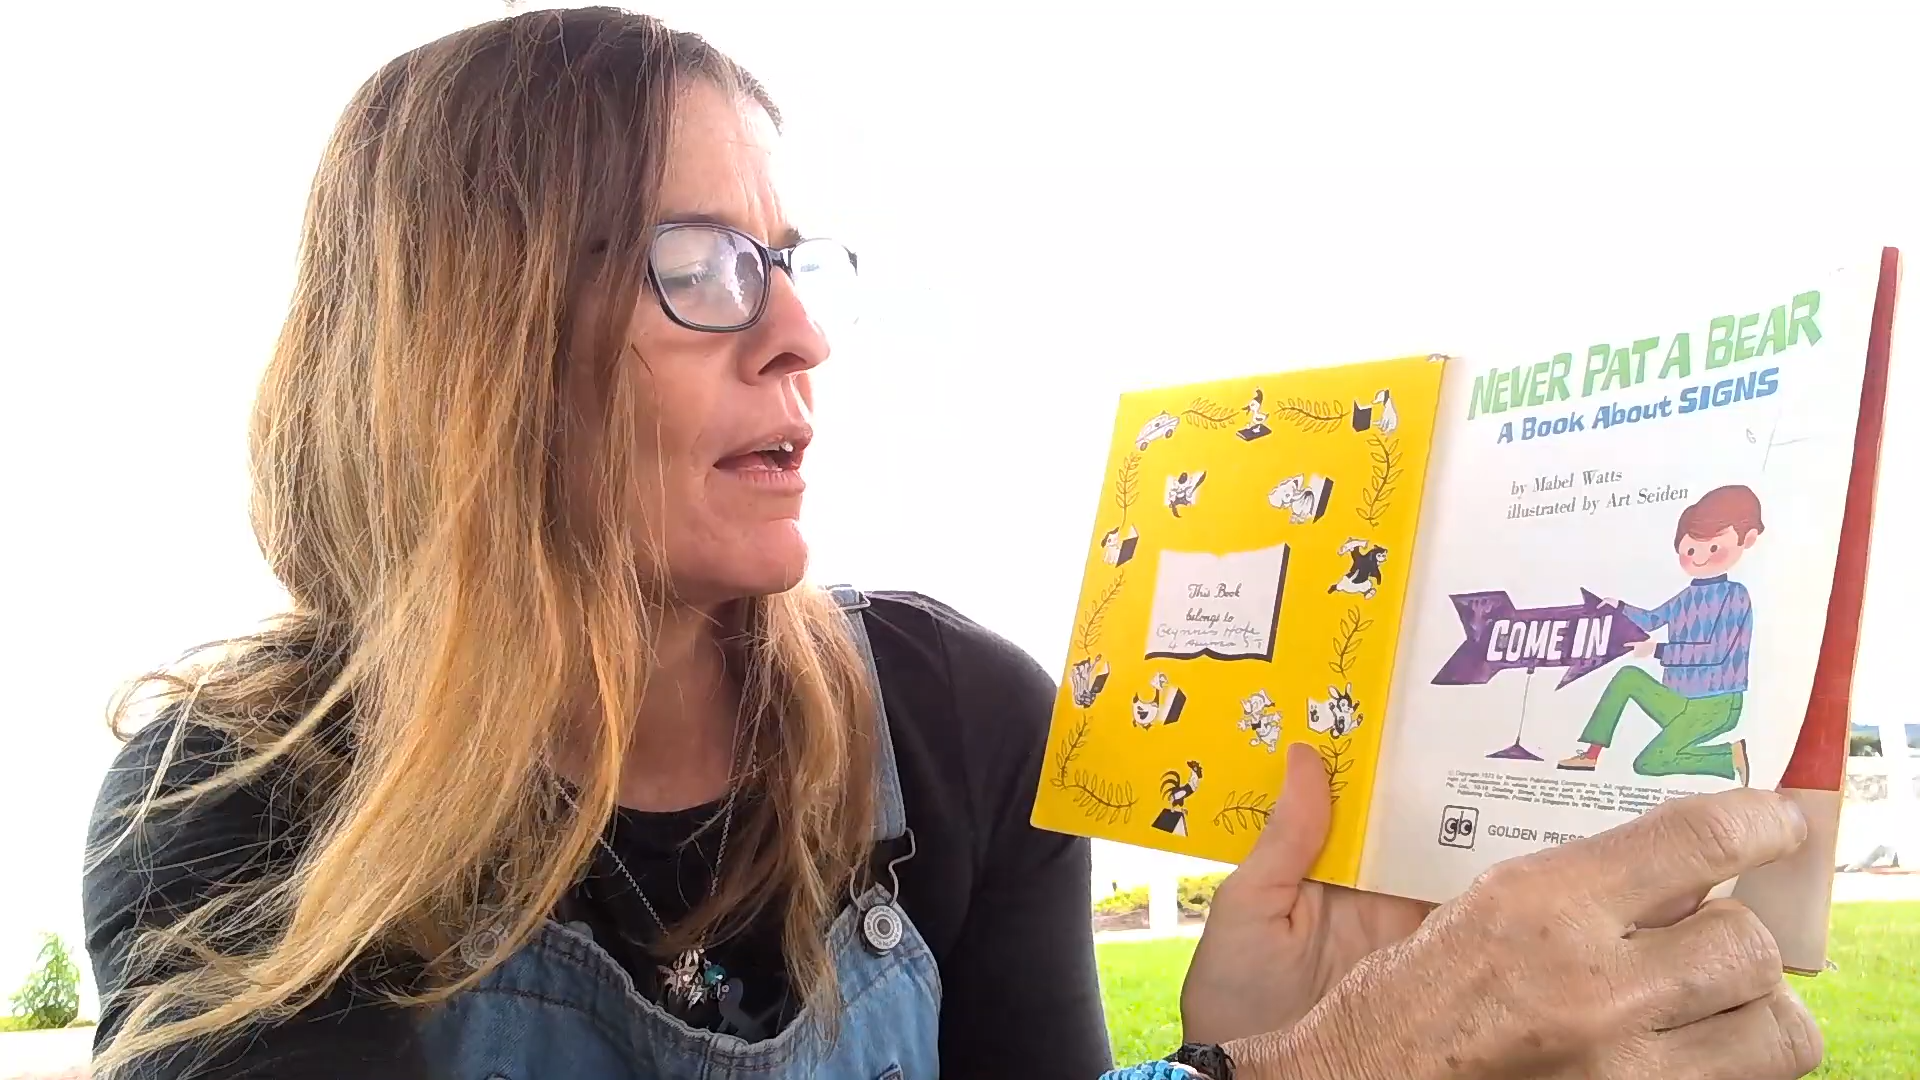 This Book
belongs to
NEVER PAT A BEAR
A Book About SIGNS
by Mabel Watts
illustrated by Art Seiden
COME IN
gb
GOLDEN PRESS